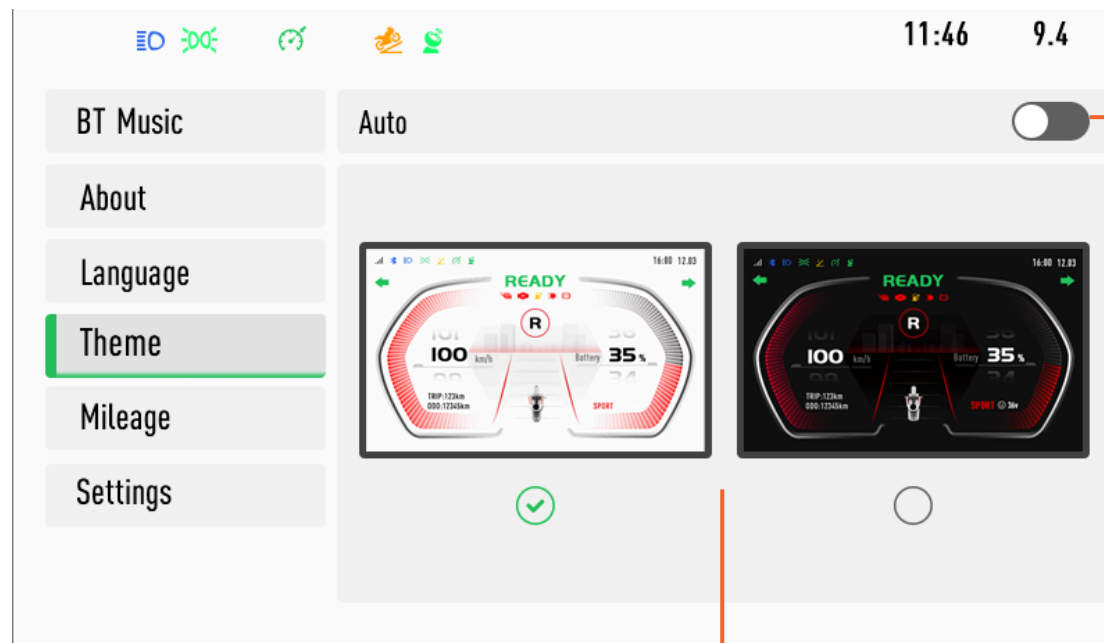 11:46 9.4
BT Music
Auto
About
Language
Theme
Mileage
Settings
16:00 12.03
READY
R
100 km/h
Battery 35 %
TRIP:123km
ODO:12345km
SPORT
16:00 12.03
READY
R
100 km/h
Battery 35 %
TRIP:123km
ODO:12345km
SPORT 36v